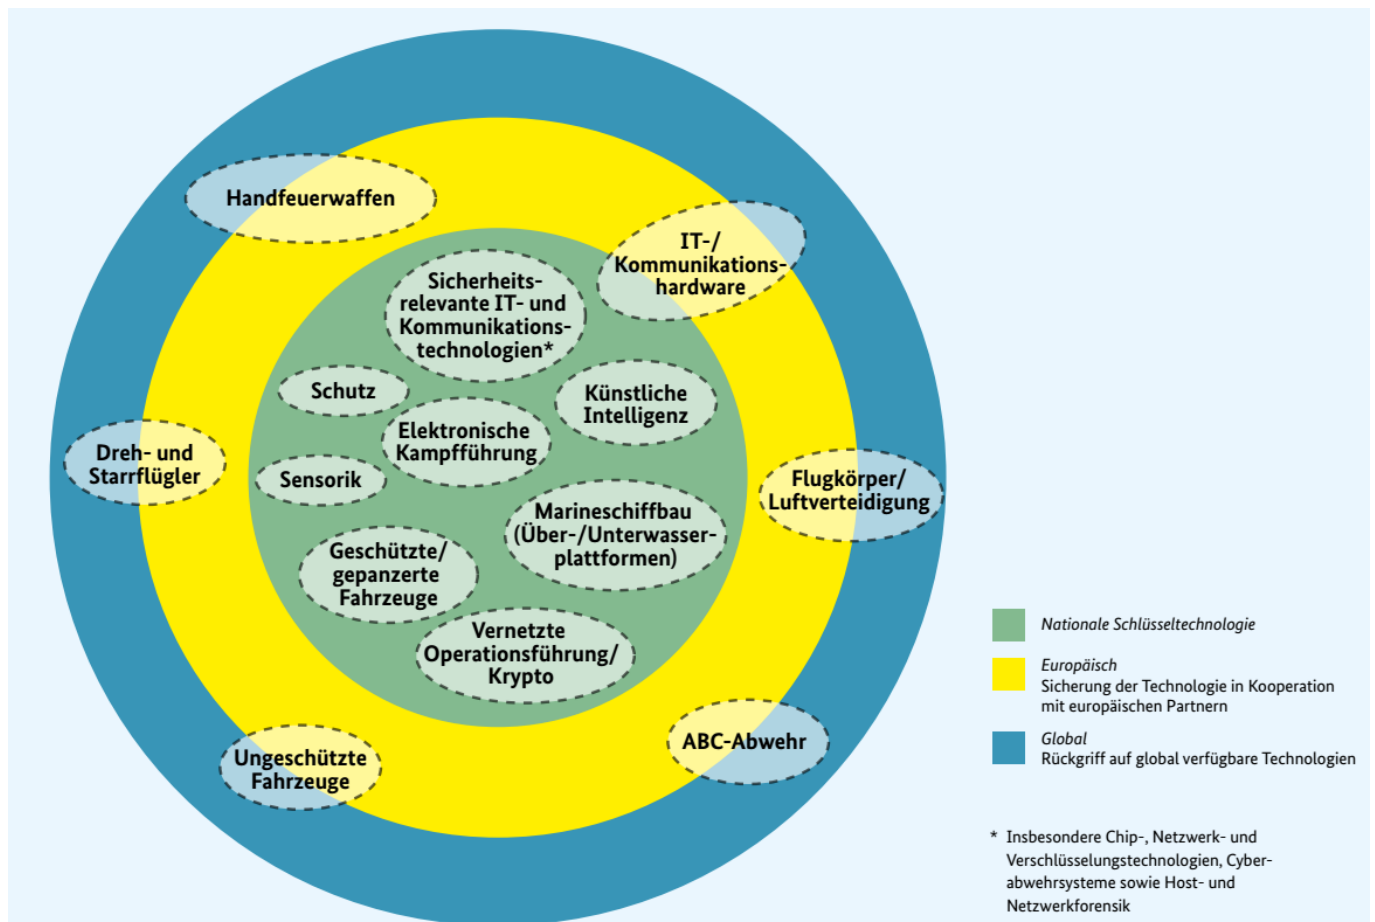 Handfeuerwaffen
IT-/
Kommunikations-
hardware
Sicherheits-
relevante IT- und
Kommunikations-
technologien*
Schutz
Künstliche
Intelligenz
Elektronische
Kampfführung
Dreh- und
Starrflügler
Sensorik
Flugkörper/
Luftverteidigung
Marineschiffbau
(Über-/Unterwasser-
plattformen)
Geschützte/
gepanzerte
Fahrzeuge
Vernetzte
Operationsführung/
Krypto
ABC-Abwehr
Ungeschützte
Fahrzeuge
Nationale Schlüsseltechnologie
Europäisch
Sicherung der Technologie in Kooperation
mit europäischen Partnern
Global
Rückgriff auf global verfügbare Technologien
* Insbesondere Chip-, Netzwerk- und
Verschlüsselungstechnologien, Cyber-
abwehrsysteme sowie Host- und
Netzwerkforensik